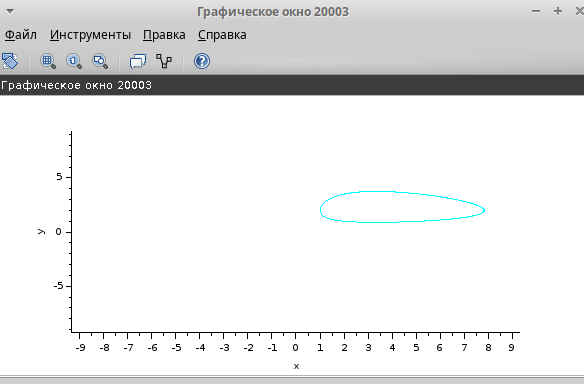 Графическое окно 20003
Файл Инструменты Правка Справка
Графическое окно 20003
5
y
0
-5
-9 -8 -7 -6 -5 -4 -3 -2 -1 0 1 2 3 4 5 6 7 8 9
x